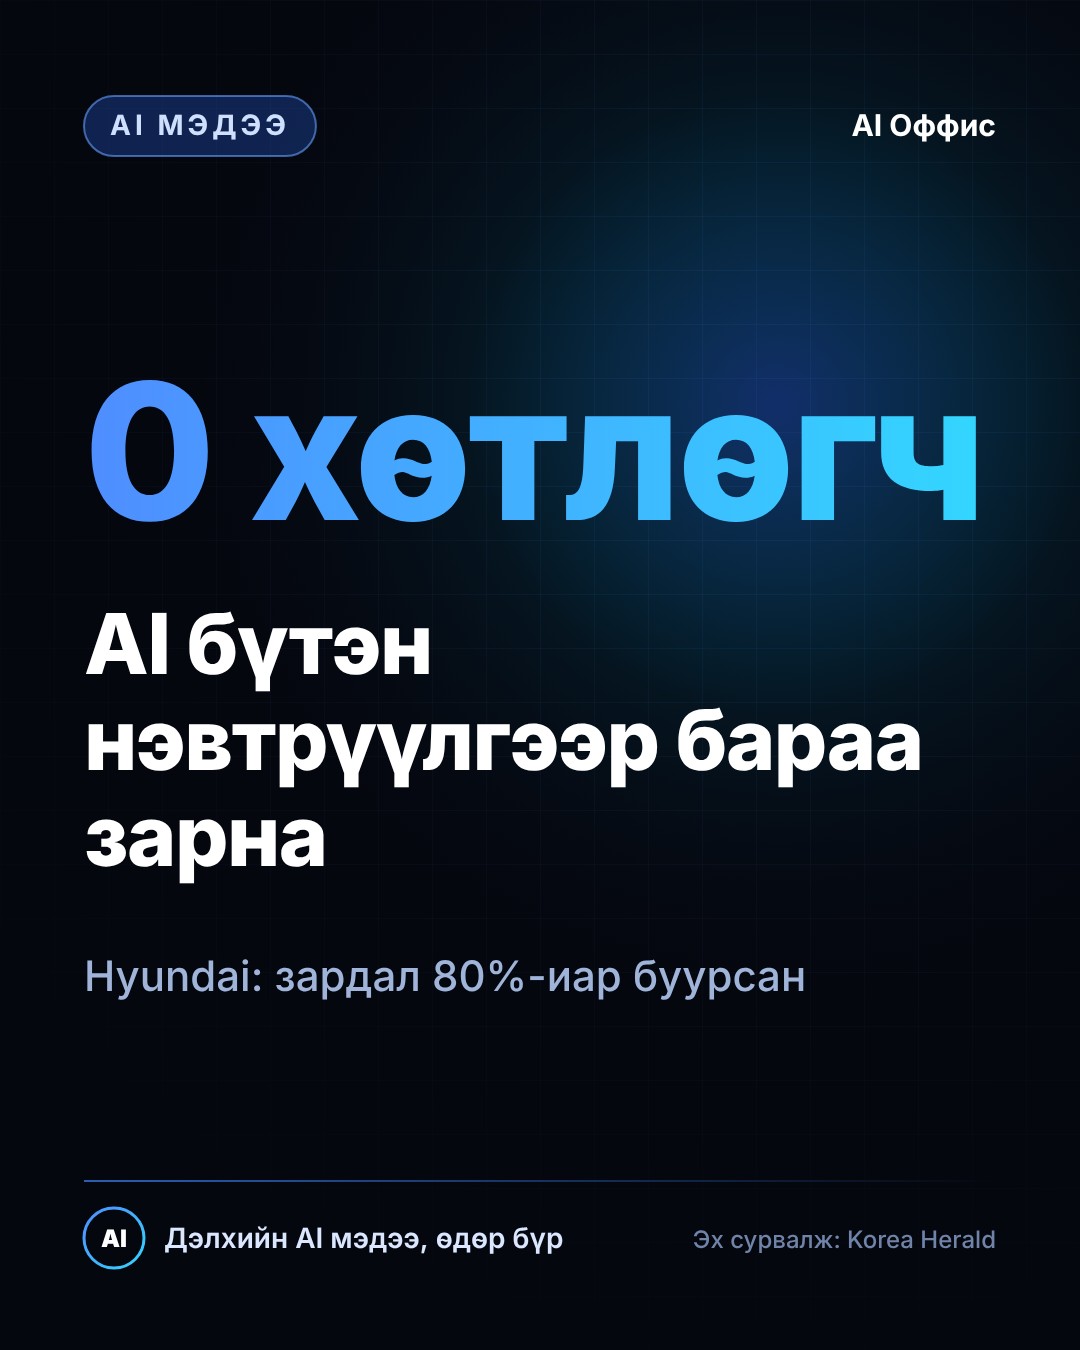 AI МЭДЭЭ
AI Оффис
0 хөтлөгч
AI бүтэн
нэвтрүүлгээр бараа
зарна
Hyundai: зардал 80%-иар буурсан
AI
Дэлхийн AI мэдээ, өдөр бүр
Эх сурвалж: Korea Herald